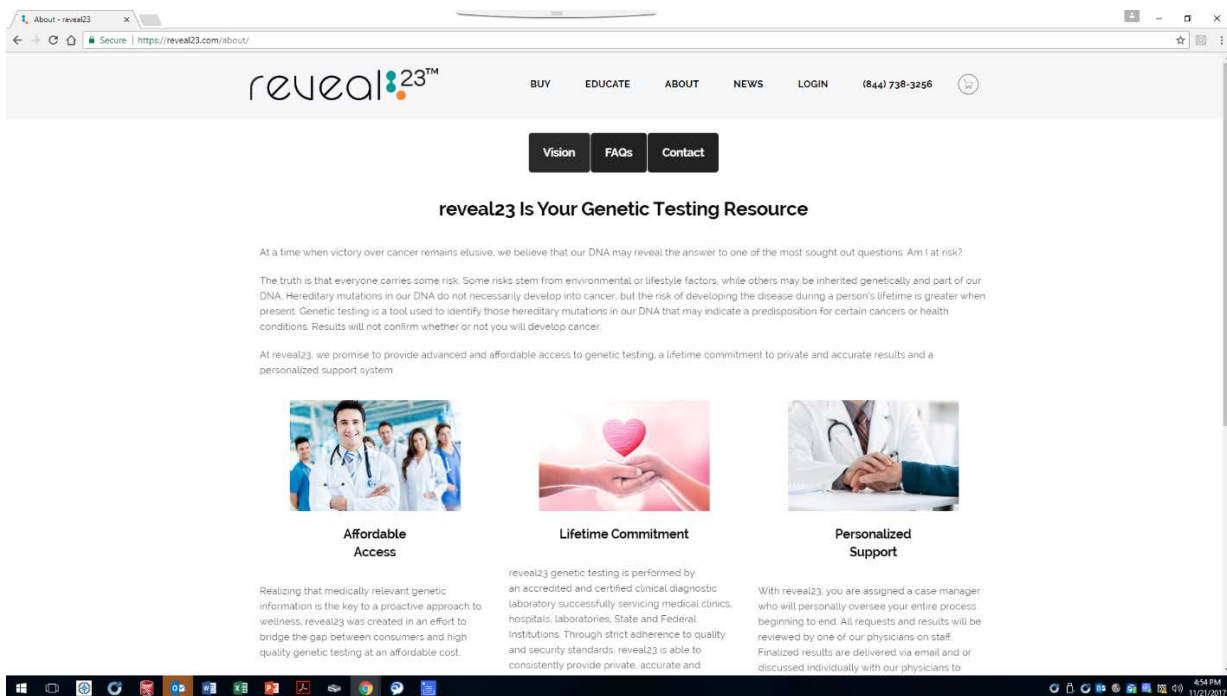 About - reveal23
Secure | https://reveal23.com/about/
reveal 23™
BUY EDUCATE ABOUT NEWS LOGIN (844) 738-3256
Vision FAQs Contact
reveal23 Is Your Genetic Testing Resource
At a time when victory over cancer remains elusive, we believe that our DNA may reveal the answer to one of the most sought out questions: Am I at risk?
The truth is that everyone carries some risk. Some risks stem from environmental or lifestyle factors, while others may be inherited genetically and part of our
DNA. Hereditary mutations in our DNA do not necessarily develop into cancer, but the risk of developing the disease during a person's lifetime is greater when
present. Genetic testing is a tool used to identify those hereditary mutations in our DNA that may indicate a predisposition for certain cancers or health
conditions. Results will not confirm whether or not you will develop cancer.
At reveal23, we promise to provide advanced and affordable access to genetic testing, a lifetime commitment to private and accurate results and a
personalized support system.
Affordable
Access
Realizing that medically relevant genetic
information is the key to a proactive approach to
wellness, reveal23 was created in an effort to
bridge the gap between consumers and high
quality genetic testing at an affordable cost.
Lifetime Commitment
reveal23 genetic testing is performed by
an accredited and certified clinical diagnostic
laboratory successfully servicing medical clinics,
hospitals, laboratories, State and Federal
Institutions. Through strict adherence to quality
and security standards, reveal23 is able to
consistently provide private, accurate and
Personalized
Support
With reveal23, you are assigned a case manager
who will personally oversee your entire process
beginning to end. All requests and results will be
reviewed by one of our physicians on staff.
Finalized results are delivered via email and or
discussed individually with our physicians to
4:54 PM
11/21/2017